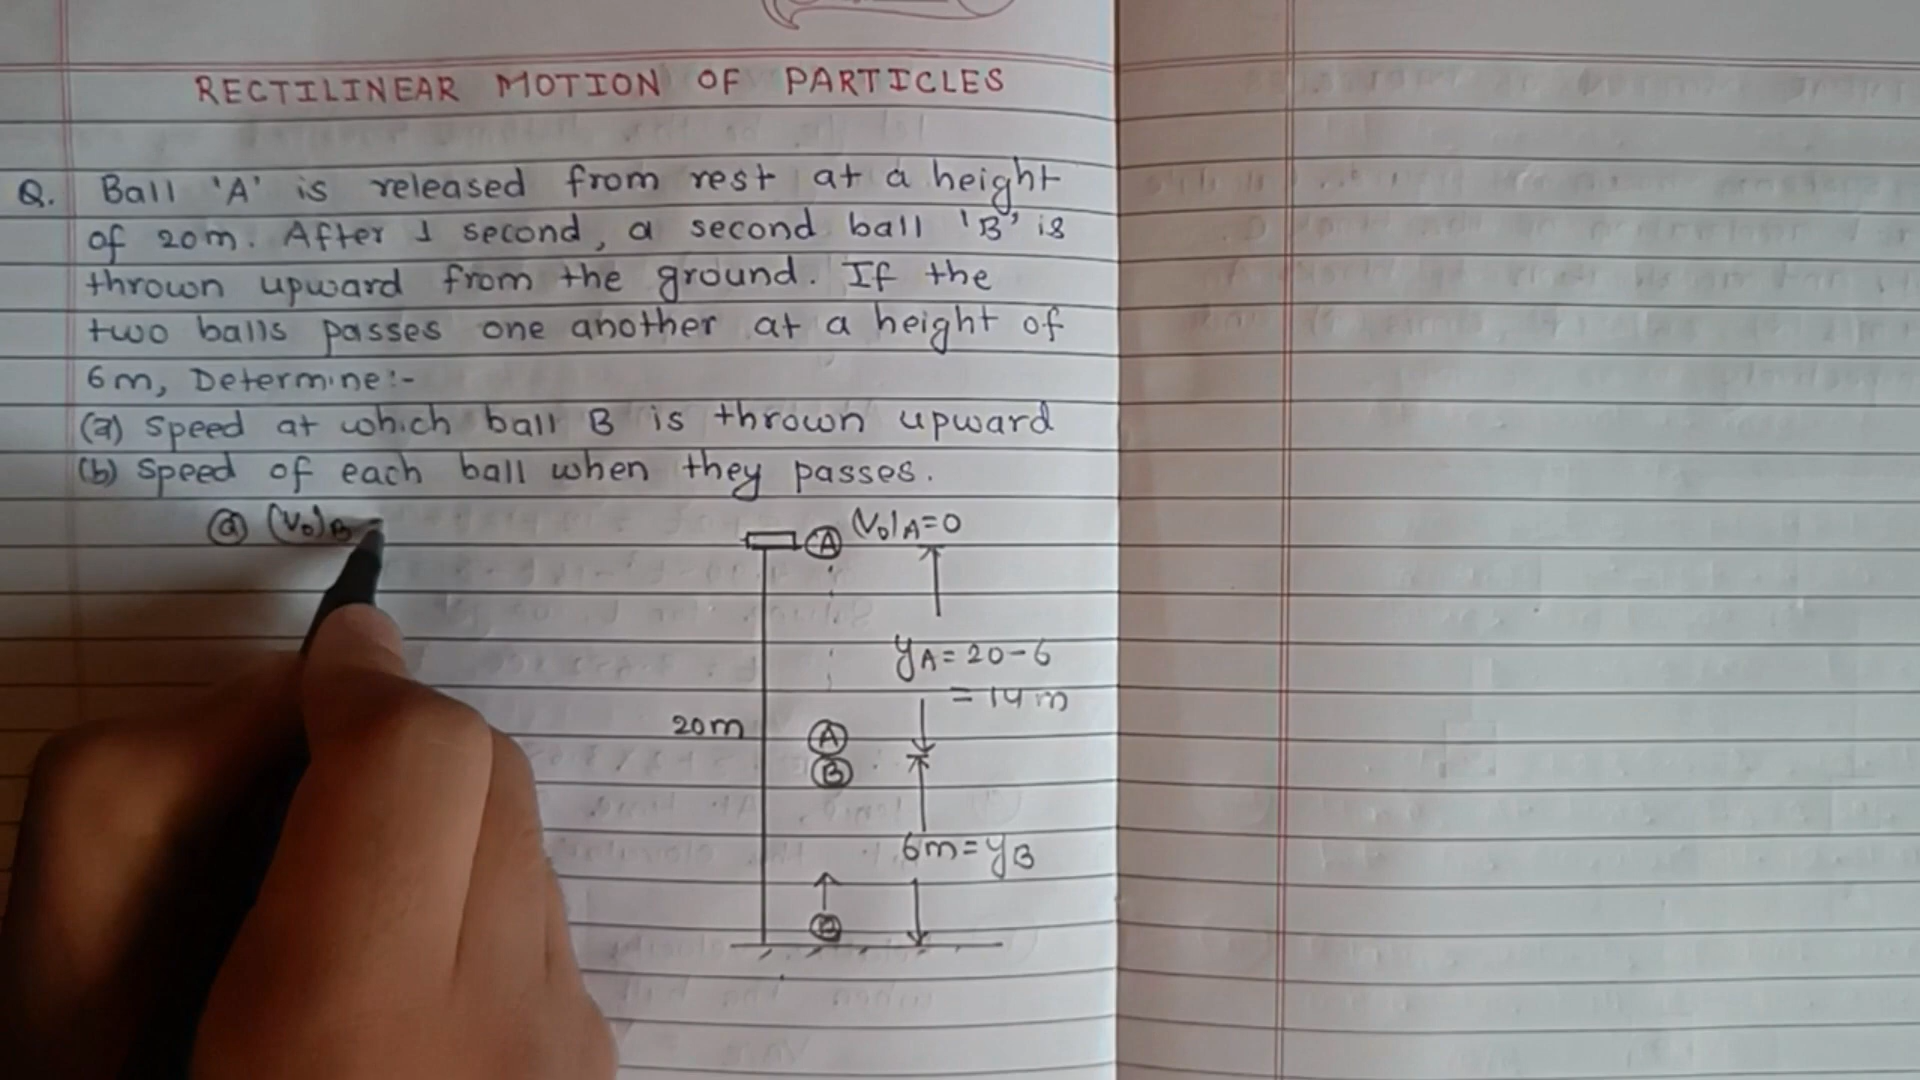 RECTILINEAR MOTION OF PARTICLES
Q. Ball 'A' is released from rest at a height
of 20m. After 1 second, a second ball 'B' is
thrown upward from the ground. If the
two balls passes one another at a height of
6m, Determine:-
(a) Speed at which ball B is thrown upward
(b) Speed of each ball when they passes.
(a) (V₀)B =
A (V₀)A=0
yA = 20-6
= 14m
20m
A
B
6m = yB
B